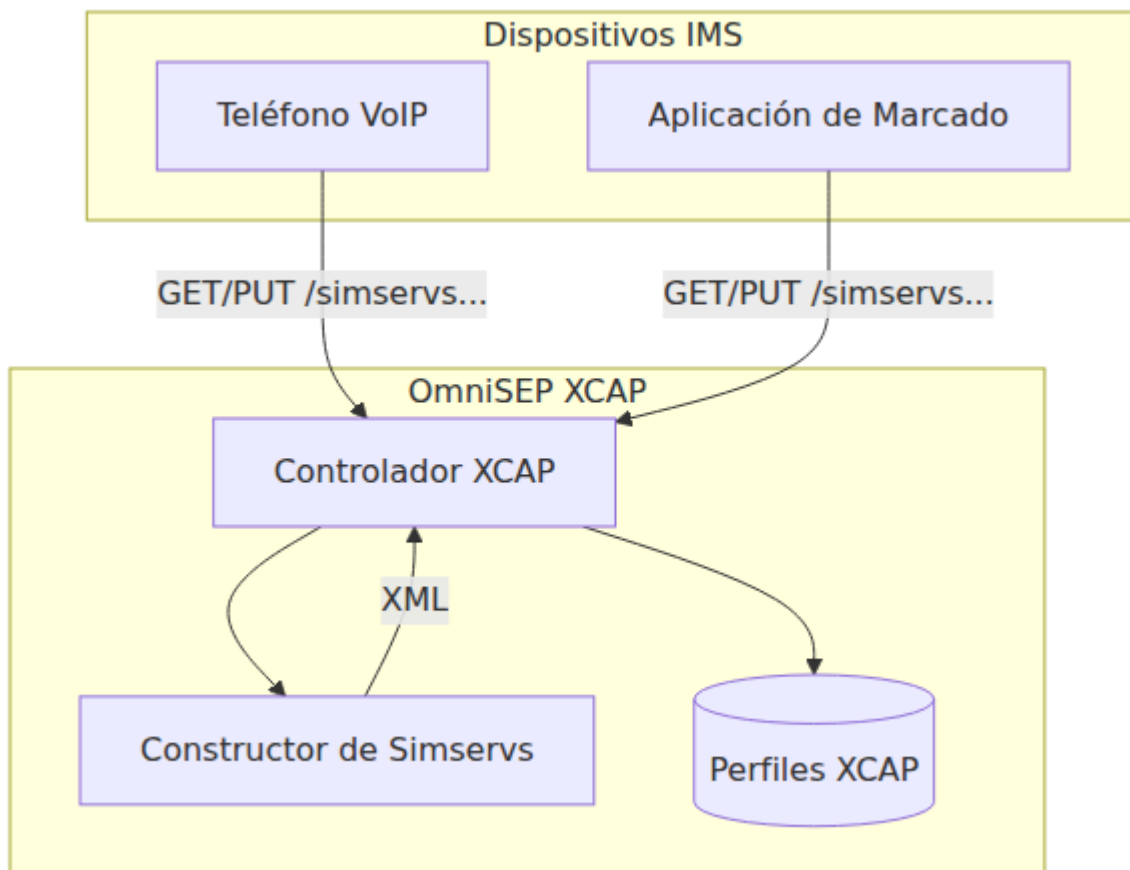 Dispositivos IMS
Teléfono VoIP
Aplicación de Marcado
GET/PUT /simservs...
GET/PUT /simservs...
OmniSEP XCAP
Controlador XCAP
XML
Constructor de Simservs
Perfiles XCAP